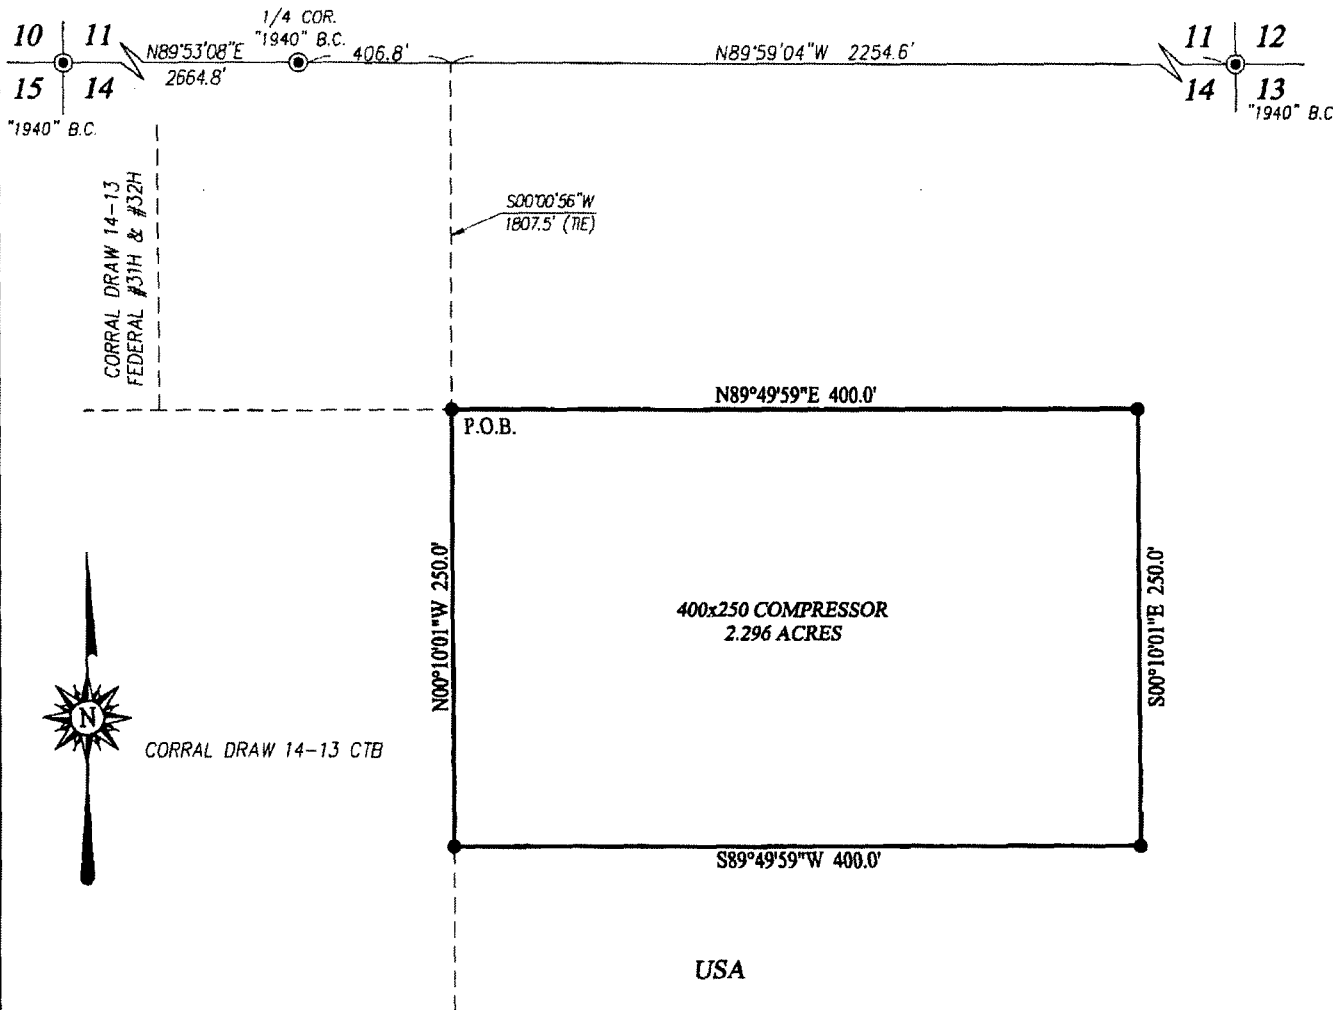 10 11
15 14
"1940" B.C.
N89°53'08"E
2664.8'
1/4 COR.
"1940" B.C.
406.8'
N89°59'04"W 2254.6'
11 12
14 13
"1940" B.C
CORRAL DRAW 14-13
FEDERAL #31H & #32H
S00°00'56"W
1807.5' (TIE)
N89°49'59"E 400.0'
P.O.B.
N00°10'01"W 250.0'
400x250 COMPRESSOR
2.296 ACRES
S00°10'01"E 250.0'
N
CORRAL DRAW 14-13 CTB
S89°49'59"W 400.0'
USA